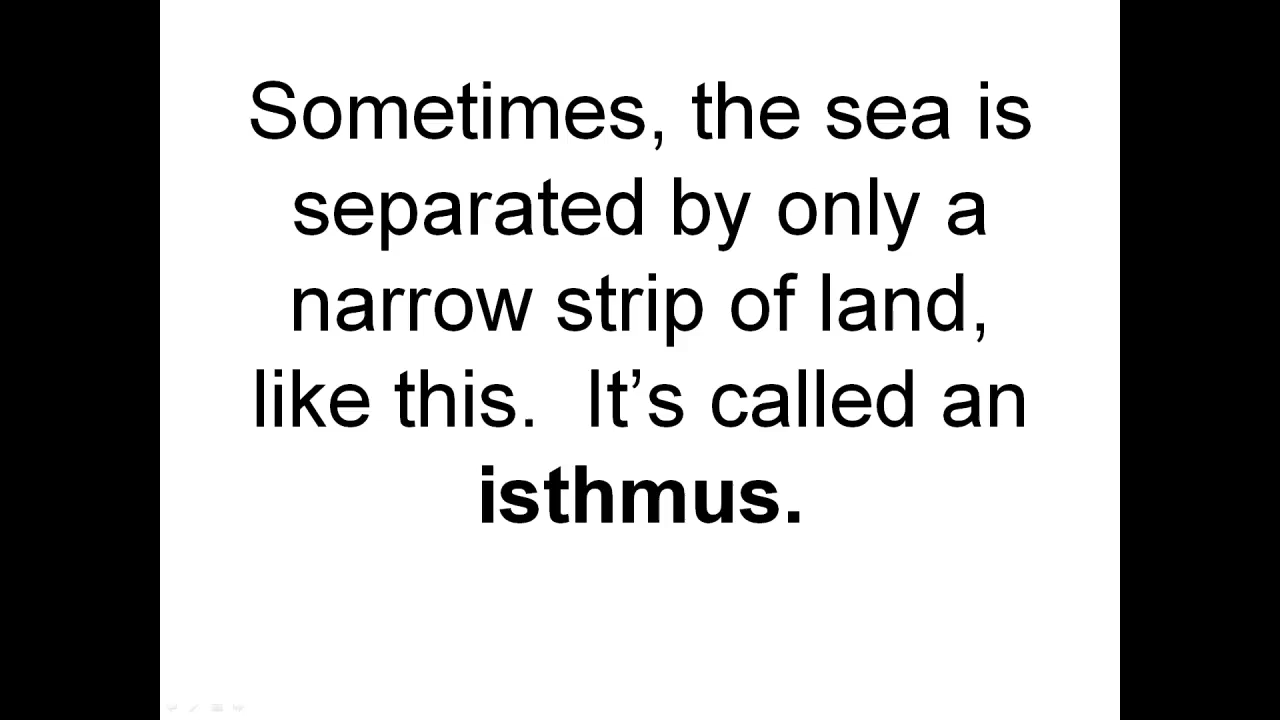 Sometimes, the sea is
separated by only a
narrow strip of land,
like this.  It’s called an
isthmus.